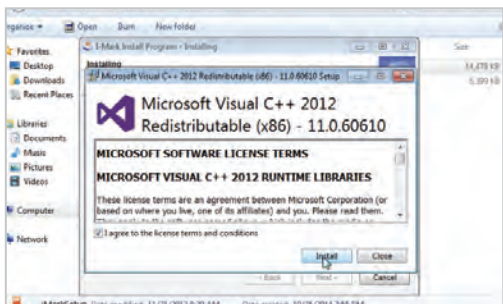 Open Burn New folder
I-Mark Install Program - Installing
Size
Favorites
Installing
Desktop
Microsoft Visual C++ 2012 Redistributable (x86) - 11.0.60610 Setup
Downloads
Recent Places
Microsoft Visual C++ 2012
Redistributable (x86) - 11.0.60610
Libraries
Documents
MICROSOFT SOFTWARE LICENSE TERMS
Music
Pictures
MICROSOFT VISUAL C++ 2012 RUNTIME LIBRARIES
Videos
These license terms are an agreement between Microsoft Corporation (or
Computer
based on where you live, one of its affiliates) and you. Please read them.
I agree to the license terms and conditions
Network
Install Close
Cancel